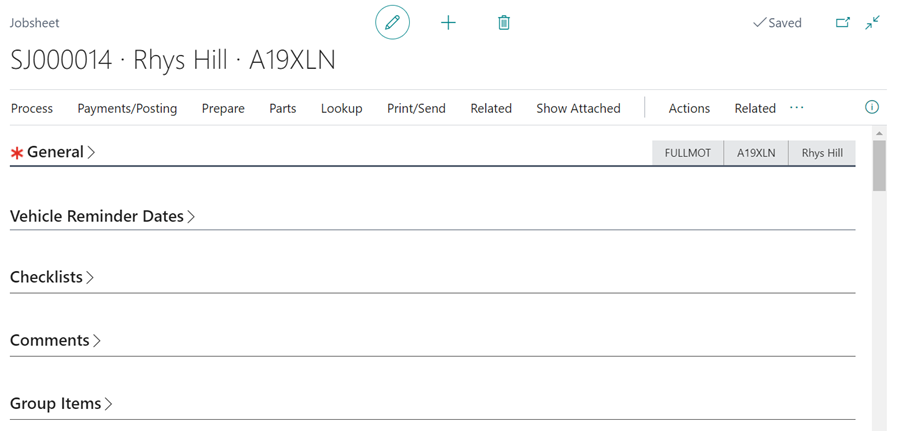 Jobsheet
Saved
SJ000014 · Rhys Hill · A19XLN
Process Payments/Posting Prepare Parts Lookup Print/Send Related Show Attached Actions Related ···
General FULLMOT A19XLN Rhys Hill
Vehicle Reminder Dates
Checklists
Comments
Group Items